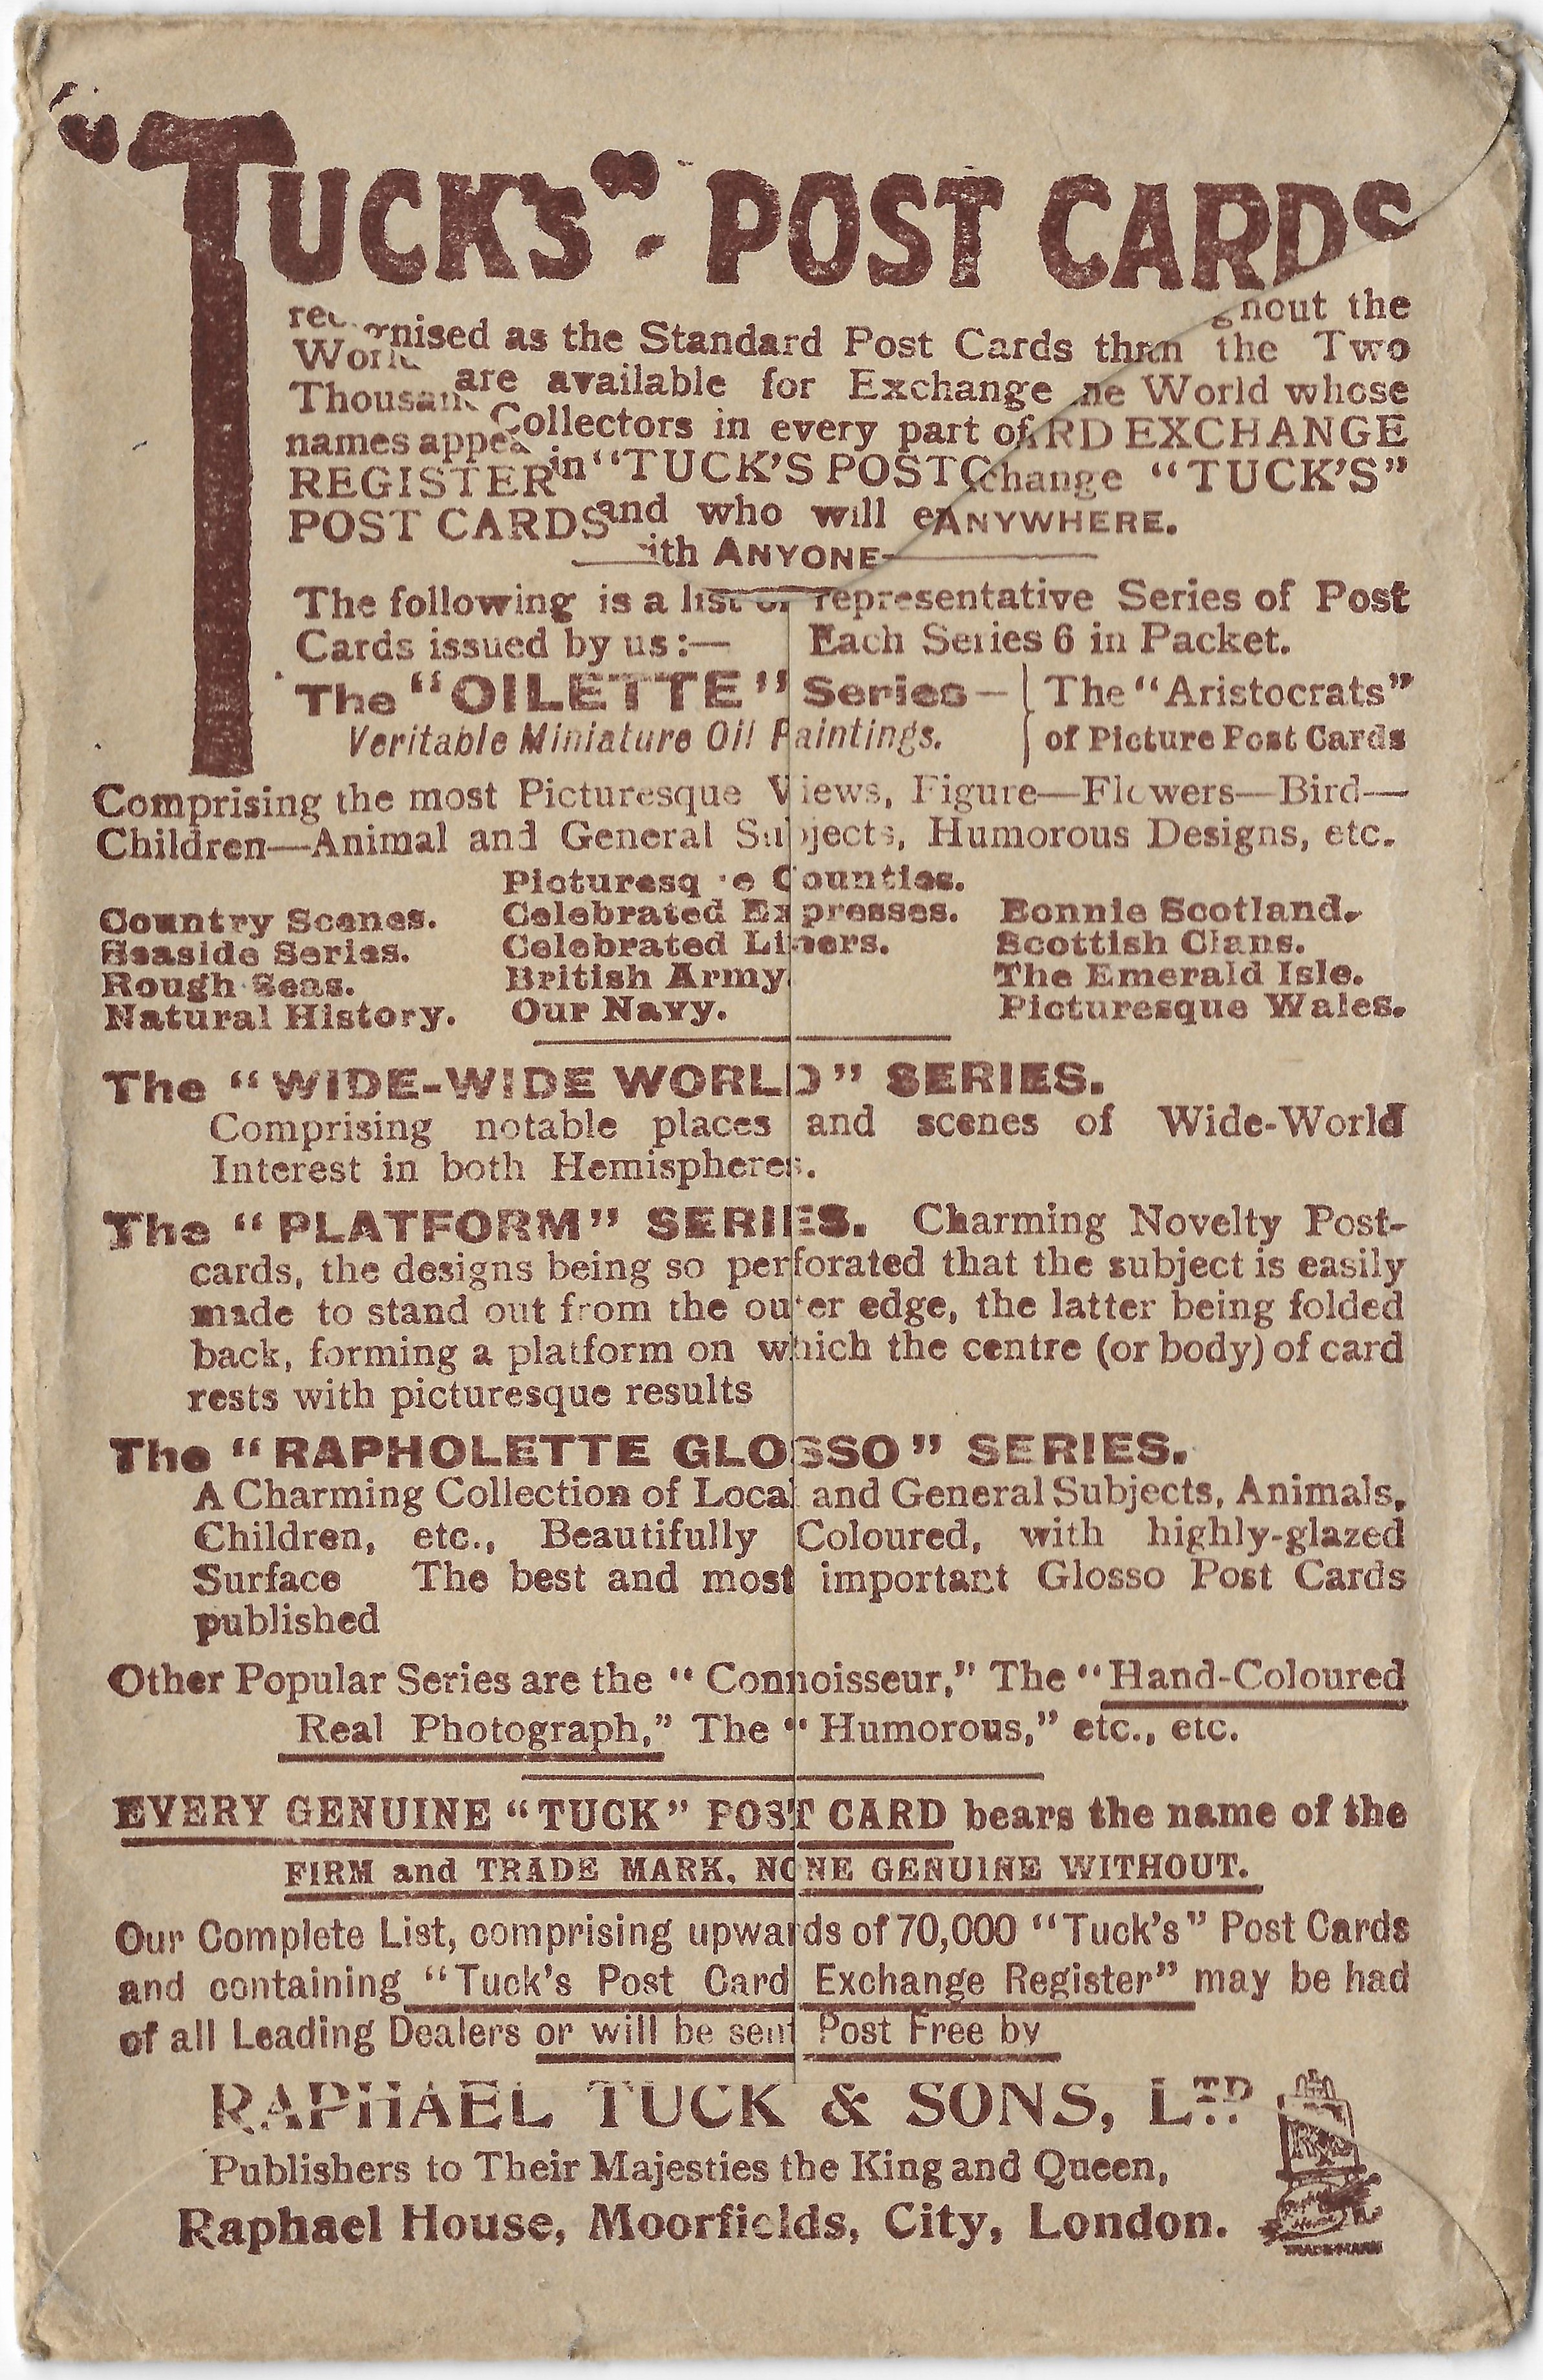 "TUCK'S" POST CARDS
recognised as the Standard Post Cards the
World are available for Exchange the Two
Thousand Collectors in every part of the World whose
names appear in "TUCK'S POST CARD EXCHANGE
REGISTER and who will exchange "TUCK'S"
POST CARDS with ANYONE ANYWHERE.
The following is a list of representative Series of Post
Cards issued by us:— Each Series 6 in Packet.
The "OILETTE" Series — The "Aristocrats"
Veritable Miniature Oil Paintings. of Picture Post Cards
Comprising the most Picturesque Views, Figure—Flowers—Bird—
Children—Animal and General Subjects, Humorous Designs, etc.
Picturesque Counties.
Country Scenes. Celebrated Expresses. Bonnie Scotland.
Seaside Series. Celebrated Liners. Scottish Clans.
Rough Seas. British Army. The Emerald Isle.
Natural History. Our Navy. Picturesque Wales.
The "WIDE-WIDE WORLD" SERIES.
Comprising notable places and scenes of Wide-World
Interest in both Hemispheres.
The "PLATFORM" SERIES. Charming Novelty Post-
cards, the designs being so perforated that the subject is easily
made to stand out from the outer edge, the latter being folded
back, forming a platform on which the centre (or body) of card
rests with picturesque results
The "RAPHOLETTE GLOSSO" SERIES.
A Charming Collection of Local and General Subjects, Animals,
Children, etc., Beautifully Coloured, with highly-glazed
Surface The best and most important Glosso Post Cards
published
Other Popular Series are the "Connoisseur," The "Hand-Coloured
Real Photograph," The "Humorous," etc., etc.
EVERY GENUINE "TUCK" POST CARD bears the name of the
FIRM and TRADE MARK, NONE GENUINE WITHOUT.
Our Complete List, comprising upwards of 70,000 "Tuck's" Post Cards
and containing "Tuck's Post Card Exchange Register" may be had
of all Leading Dealers or will be sent Post Free by
RAPHAEL TUCK & SONS, LTD
Publishers to Their Majesties the King and Queen,
Raphael House, Moorfields, City, London.
TRADE MARK